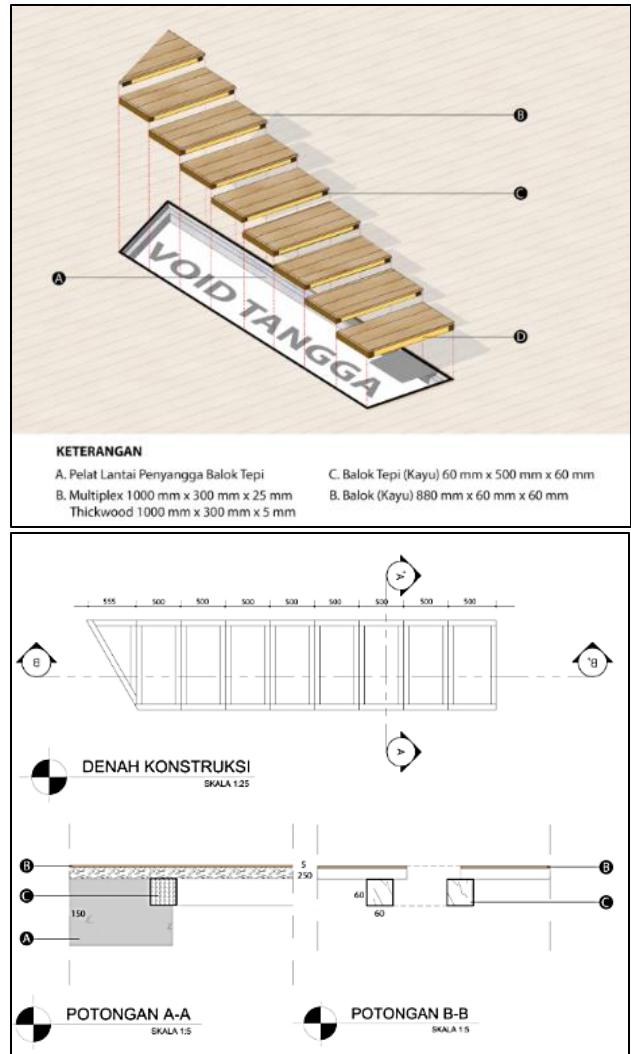 B
C
A
VOID TANGGA
D
KETERANGAN
A. Pelat Lantai Penyangga Balok Tepi
B. Multiplex 1000 mm x 300 mm x 25 mm
Thickwood 1000 mm x 300 mm x 5 mm
C. Balok Tepi (Kayu) 60 mm x 500 mm x 60 mm
B. Balok (Kayu) 880 mm x 60 mm x 60 mm
A'
555 500 500 500 500 500 500 500 500
B
B'
A
DENAH KONSTRUKSI
SKALA 1:25
B
5
250
B
C
60
C
150
60
A
POTONGAN A-A
SKALA 1:5
POTONGAN B-B
SKALA 1:5